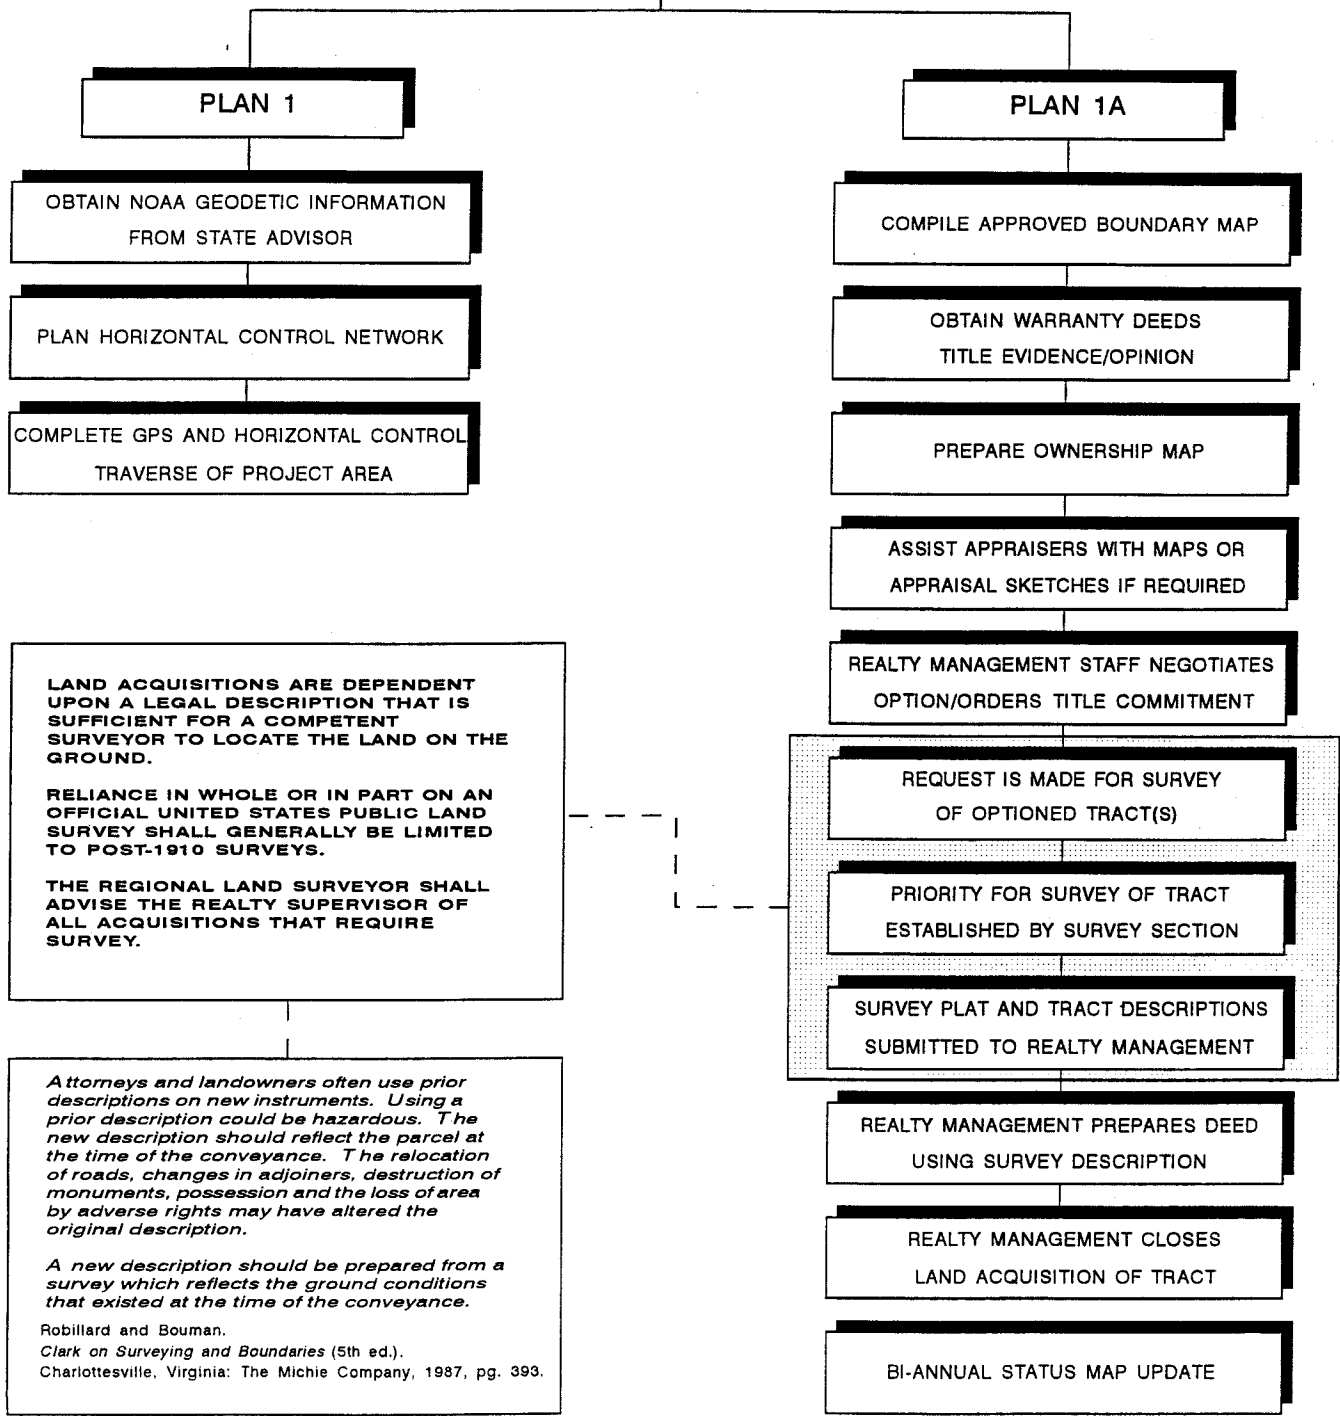 PLAN 1
OBTAIN NOAA GEODETIC INFORMATION
FROM STATE ADVISOR
PLAN HORIZONTAL CONTROL NETWORK
COMPLETE GPS AND HORIZONTAL CONTROL
TRAVERSE OF PROJECT AREA
LAND ACQUISITIONS ARE DEPENDENT
UPON A LEGAL DESCRIPTION THAT IS
SUFFICIENT FOR A COMPETENT
SURVEYOR TO LOCATE THE LAND ON THE
GROUND.
RELIANCE IN WHOLE OR IN PART ON AN
OFFICIAL UNITED STATES PUBLIC LAND
SURVEY SHALL GENERALLY BE LIMITED
TO POST-1910 SURVEYS.
THE REGIONAL LAND SURVEYOR SHALL
ADVISE THE REALTY SUPERVISOR OF
ALL ACQUISITIONS THAT REQUIRE
SURVEY.
Attorneys and landowners often use prior
descriptions on new instruments. Using a
prior description could be hazardous. The
new description should reflect the parcel at
the time of the conveyance. The relocation
of roads, changes in adjoiners, destruction of
monuments, possession and the loss of area
by adverse rights may have altered the
original description.
A new description should be prepared from a
survey which reflects the ground conditions
that existed at the time of the conveyance.
Robillard and Bouman.
Clark on Surveying and Boundaries (5th ed.).
Charlottesville, Virginia: The Michie Company, 1987, pg. 393.
PLAN 1A
COMPILE APPROVED BOUNDARY MAP
OBTAIN WARRANTY DEEDS
TITLE EVIDENCE/OPINION
PREPARE OWNERSHIP MAP
ASSIST APPRAISERS WITH MAPS OR
APPRAISAL SKETCHES IF REQUIRED
REALTY MANAGEMENT STAFF NEGOTIATES
OPTION/ORDERS TITLE COMMITMENT
REQUEST IS MADE FOR SURVEY
OF OPTIONED TRACT(S)
PRIORITY FOR SURVEY OF TRACT
ESTABLISHED BY SURVEY SECTION
SURVEY PLAT AND TRACT DESCRIPTIONS
SUBMITTED TO REALTY MANAGEMENT
REALTY MANAGEMENT PREPARES DEED
USING SURVEY DESCRIPTION
REALTY MANAGEMENT CLOSES
LAND ACQUISITION OF TRACT
BI-ANNUAL STATUS MAP UPDATE